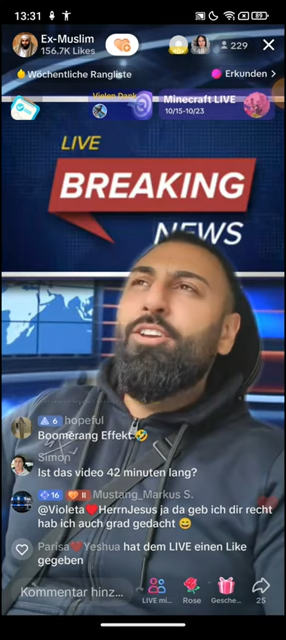 13:31
89
Ex-Muslim
156.7K Likes
229
Wöchentliche Rangliste
Erkunden >
Vielen Dank
Minecraft LIVE
10/15-10/23
LIVE
BREAKING
NEWS
6 hopeful
Boomerang Effekt 🤣
Simon
Ist das video 42 minuten lang?
16 II Mustang_Markus S.
@Violeta❤️HerrnJesus ja da geb ich dir recht
hab ich auch grad gedacht 😄
Parisa❤️Yeshua hat dem LIVE einen Like
gegeben
Kommentar hinz...
LIVE mi...
Rose
Gesche...
25